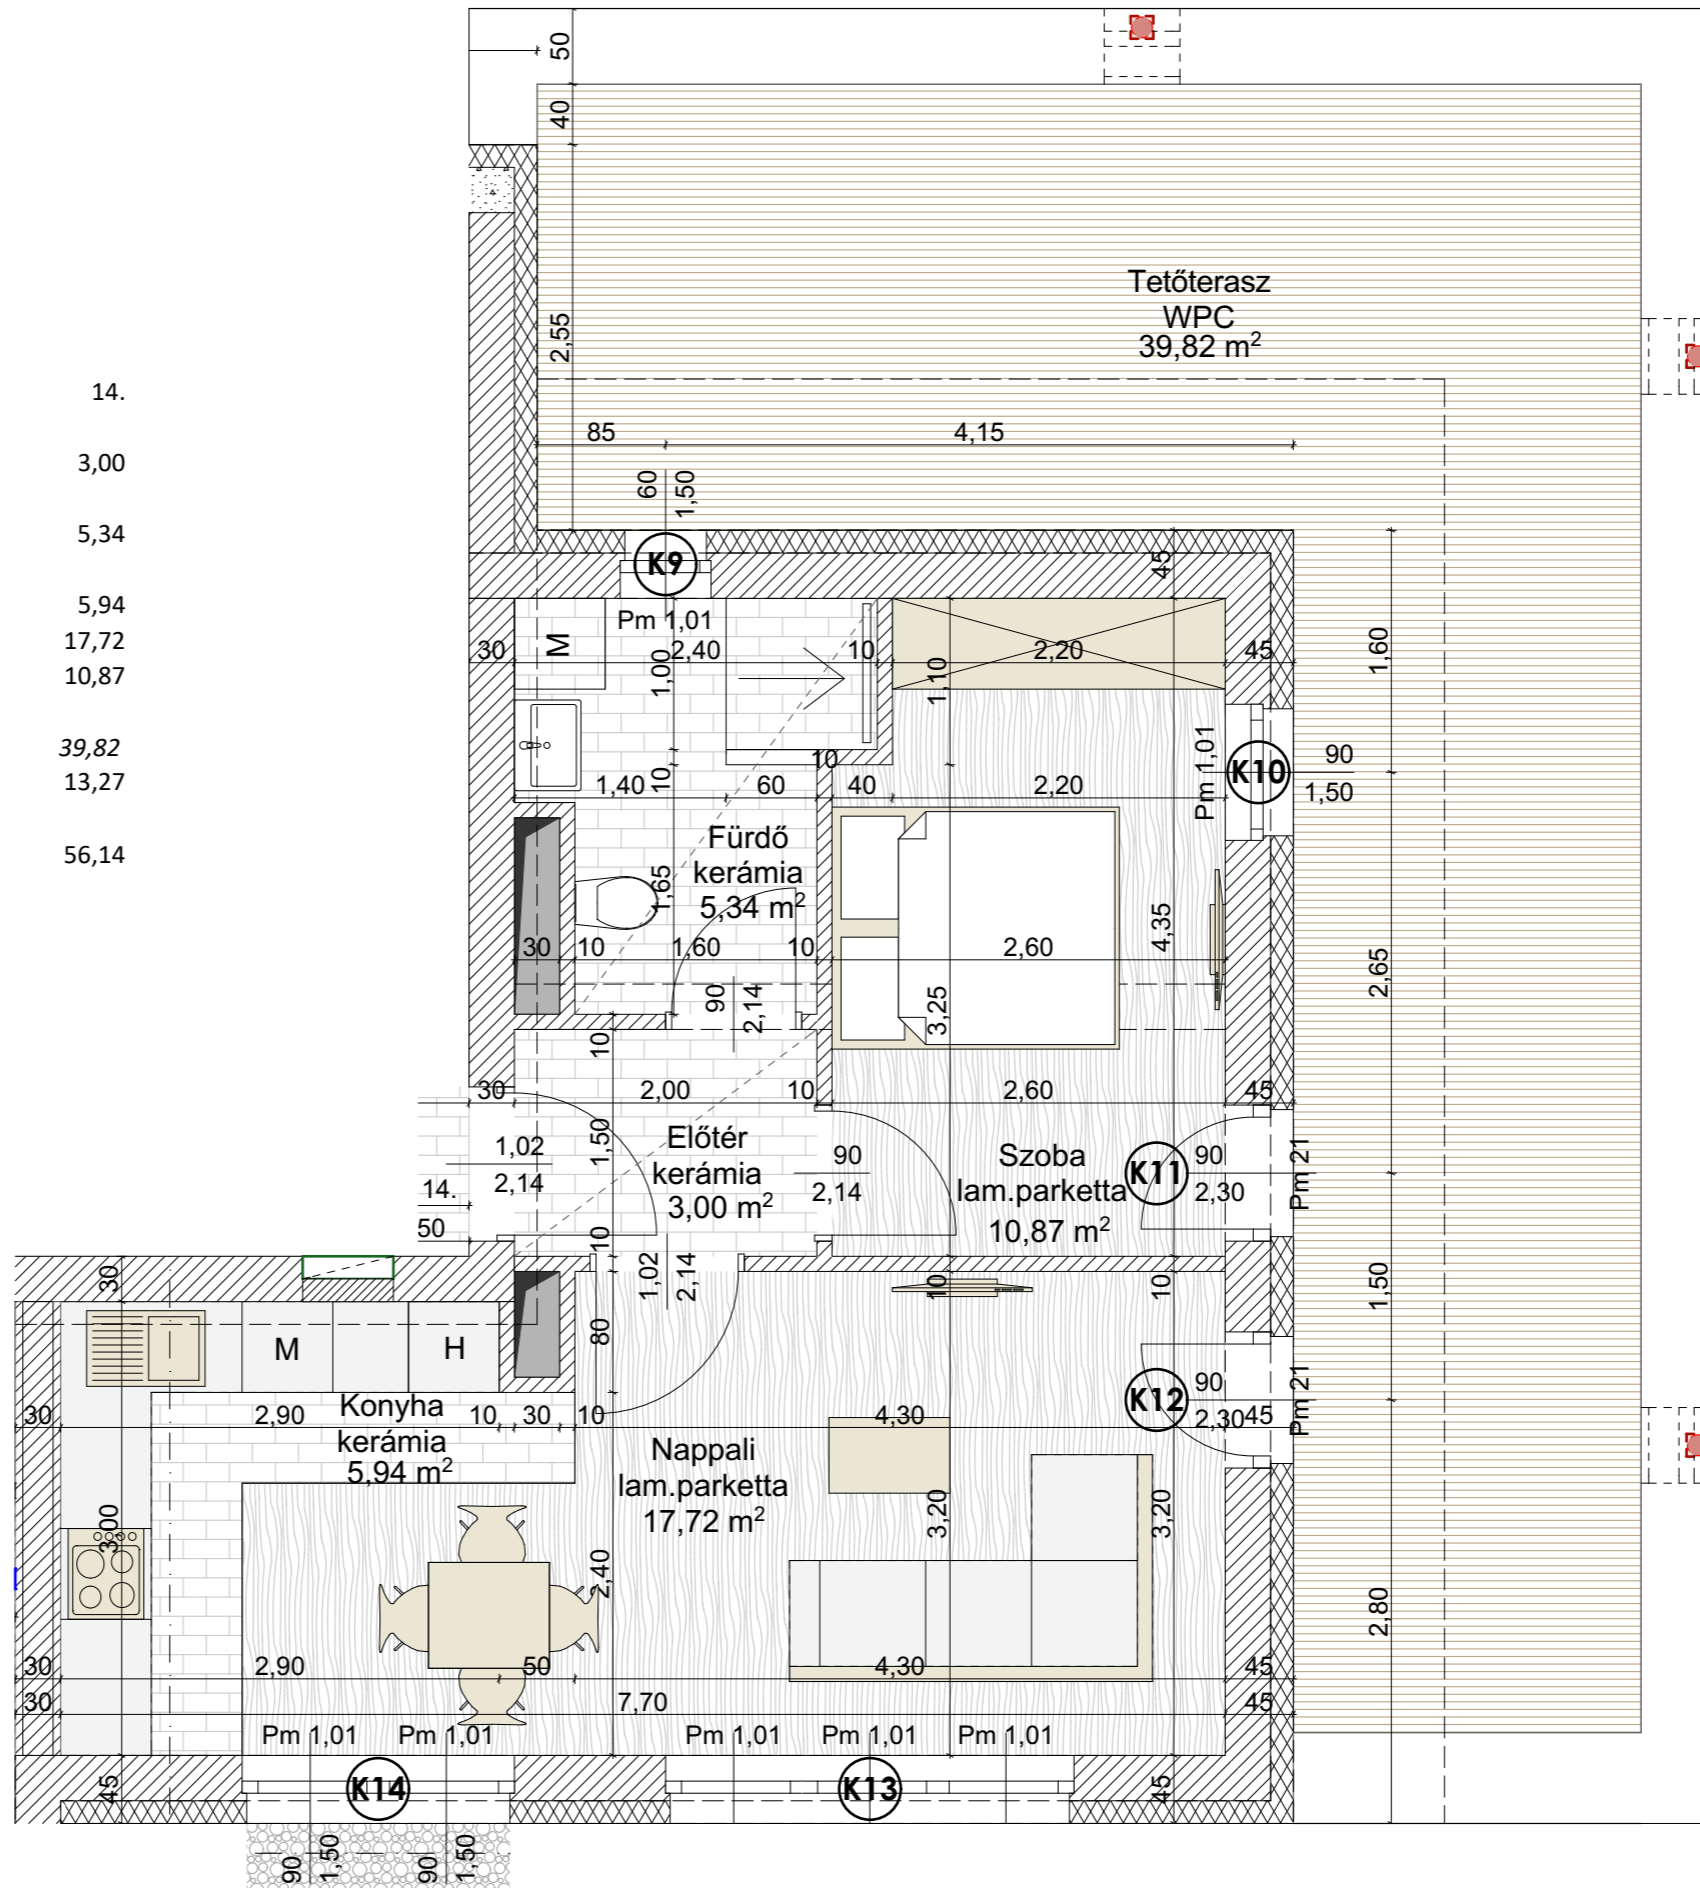 50
40
2,55
Tetőterasz
WPC
39,82 m²
14.
3,00
5,34
5,94
17,72
10,87
39,82
13,27
56,14
85
4,15
60
1,50
K9
45
Pm 1,01
M
30
2,40
10
2,20
45
1,00
1,10
1,60
Pm 1,01
K10
90
1,50
10
10
1,40
60
40
2,20
Fürdő
kerámia
5,34 m²
1,65
4,35
30
10
1,60
10
2,60
2,65
90
2,14
3,25
10
30
2,00
10
2,60
45
1,02
2,14
1,50
Előtér
kerámia
3,00 m²
90
2,14
Szoba
lam.parketta
10,87 m²
K11
90
2,30
Pm 21
14.
50
10
1,02
2,14
30
10
10
1,50
80
M
H
K12
90
2,30
Pm 21
30
2,90
10
30
10
4,30
45
Konyha
kerámia
5,94 m²
Nappali
lam.parketta
17,72 m²
3,00
3,20
3,20
2,40
2,80
30
2,90
50
4,30
45
30
7,70
45
Pm 1,01
Pm 1,01
Pm 1,01
Pm 1,01
Pm 1,01
45
K14
K13
45
90
1,50
90
1,50